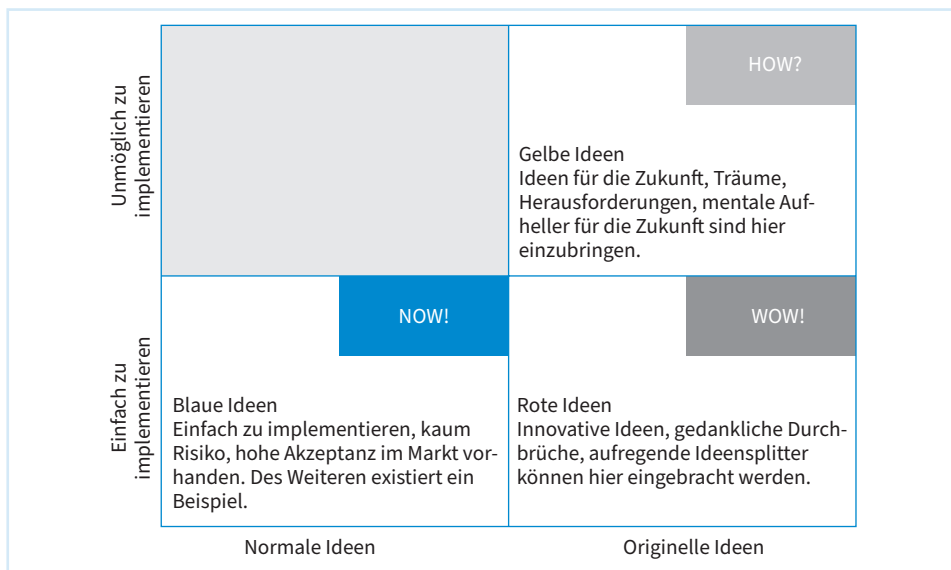 Unmöglich zu
implementieren
HOW?
Gelbe Ideen
Ideen für die Zukunft, Träume,
Herausforderungen, mentale Auf-
heller für die Zukunft sind hier
einzubringen.
Einfach zu
implementieren
NOW!
Blaue Ideen
Einfach zu implementieren, kaum
Risiko, hohe Akzeptanz im Markt vor-
handen. Des Weiteren existiert ein
Beispiel.
WOW!
Rote Ideen
Innovative Ideen, gedankliche Durch-
brüche, aufregende Ideensplitter
können hier eingebracht werden.
Normale Ideen
Originelle Ideen